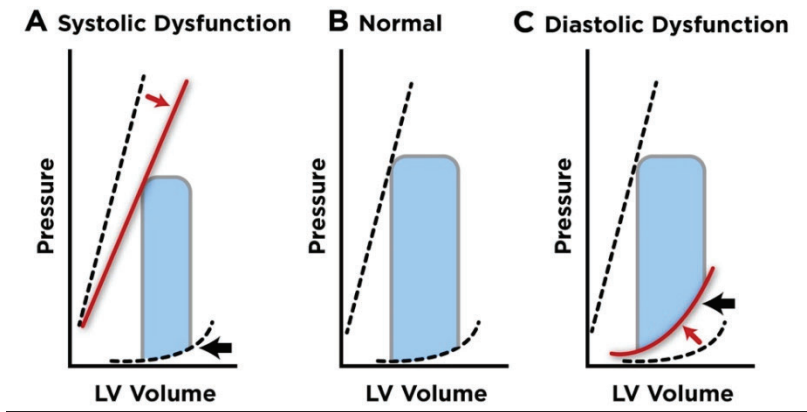 A Systolic Dysfunction
B Normal
C Diastolic Dysfunction
Pressure
Pressure
Pressure
LV Volume
LV Volume
LV Volume